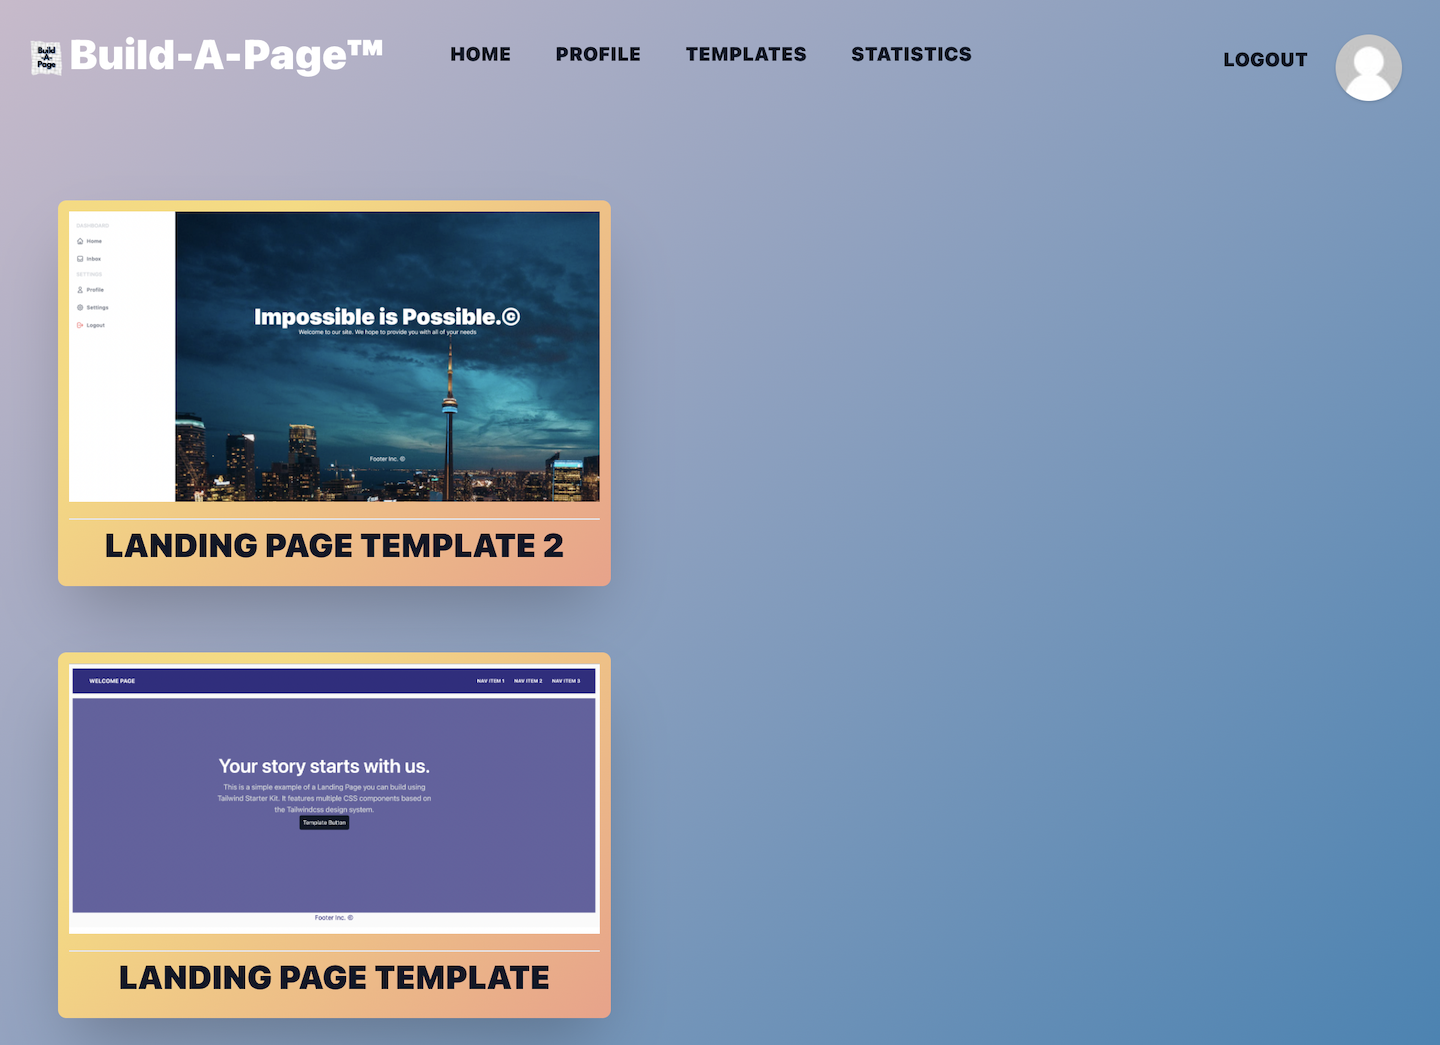 Build
-A-
Page
Build-A-Page™
HOME PROFILE TEMPLATES STATISTICS
LOGOUT
DASHBOARD
Home
Inbox
SETTINGS
Profile
Settings
Logout
Impossible is Possible.©
Welcome to our site. We hope to provide you with all of your needs
Footer Inc. ©
LANDING PAGE TEMPLATE 2
WELCOME PAGE
NAV ITEM 1 NAV ITEM 2 NAV ITEM 3
Your story starts with us.
This is a simple example of a Landing Page you can build using
Tailwind Starter Kit. It features multiple CSS components based on
the Tailwindcss design system.
Template Button
Footer Inc. ©
LANDING PAGE TEMPLATE